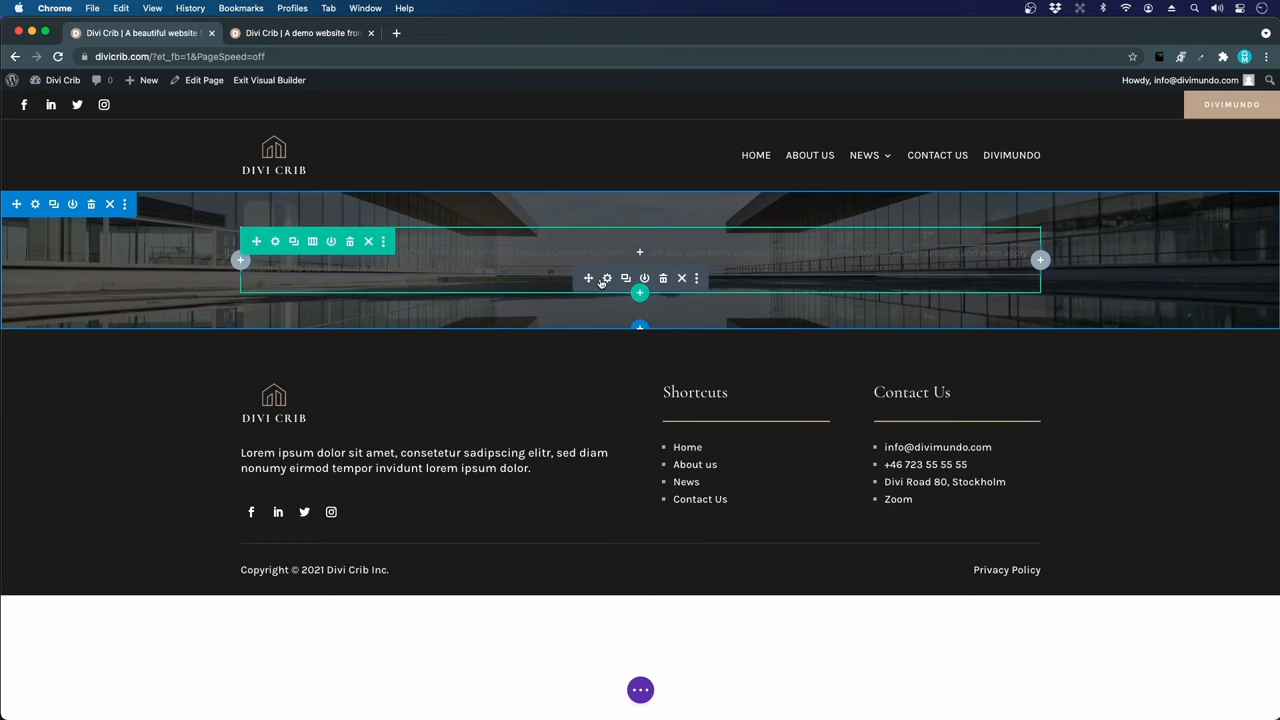 Chrome File Edit View History Bookmarks Profiles Tab Window Help
Divi Crib | A beautiful website
Divi Crib | A demo website from
divicrib.com/?et_fb=1&PageSpeed=off
Divi Crib 0 New Edit Page Exit Visual Builder Howdy, info@divimundo.com
DIVIMUNDO
DIVI CRIB
HOME ABOUT US NEWS CONTACT US DIVIMUNDO
DIVI CRIB
Shortcuts
Contact Us
Lorem ipsum dolor sit amet, consetetur sadipscing elitr, sed diam
nonumy eirmod tempor invidunt lorem ipsum dolor.
Home
About us
News
Contact Us
info@divimundo.com
+46 723 55 55 55
Divi Road 80, Stockholm
Zoom
Copyright © 2021 Divi Crib Inc.
Privacy Policy